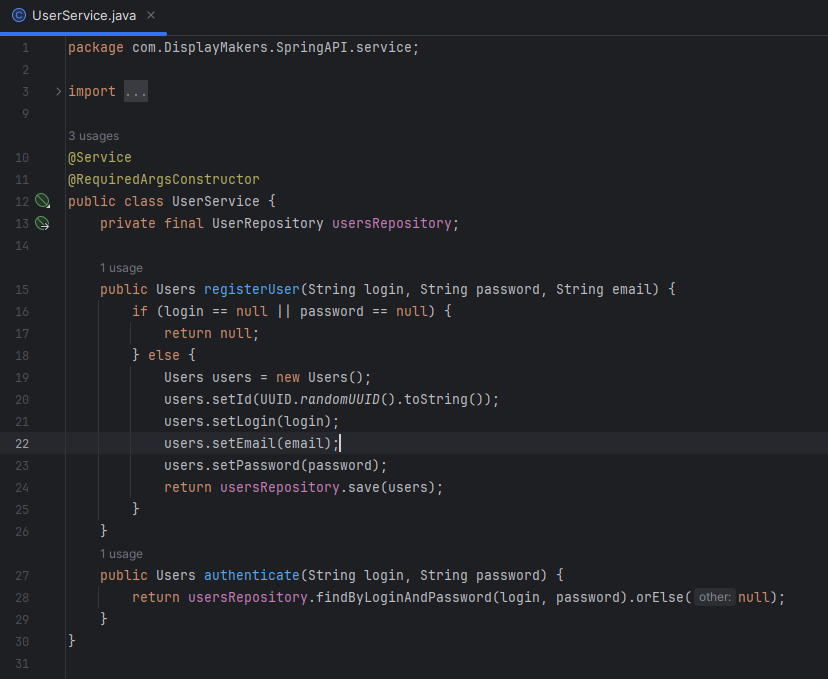 UserService.java
1 package com.DisplayMakers.SpringAPI.service;
2
3 import ...
9
3 usages
10 @Service
11 @RequiredArgsConstructor
12 public class UserService {
13     private final UserRepository usersRepository;
14
1 usage
15     public Users registerUser(String login, String password, String email) {
16         if (login == null || password == null) {
17             return null;
18         } else {
19             Users users = new Users();
20             users.setId(UUID.randomUUID().toString());
21             users.setLogin(login);
22             users.setEmail(email);
23             users.setPassword(password);
24             return usersRepository.save(users);
25         }
26     }
1 usage
27     public Users authenticate(String login, String password) {
28         return usersRepository.findByLoginAndPassword(login, password).orElse( other: null);
29     }
30 }
31